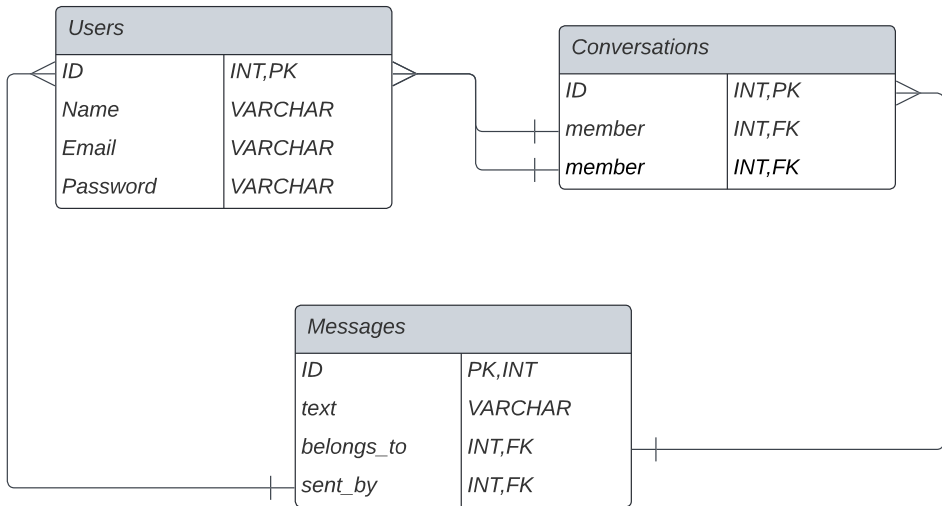 Users
ID INT,PK
Name VARCHAR
Email VARCHAR
Password VARCHAR
Conversations
ID INT,PK
member INT,FK
member INT,FK
Messages
ID PK,INT
text VARCHAR
belongs_to INT,FK
sent_by INT,FK